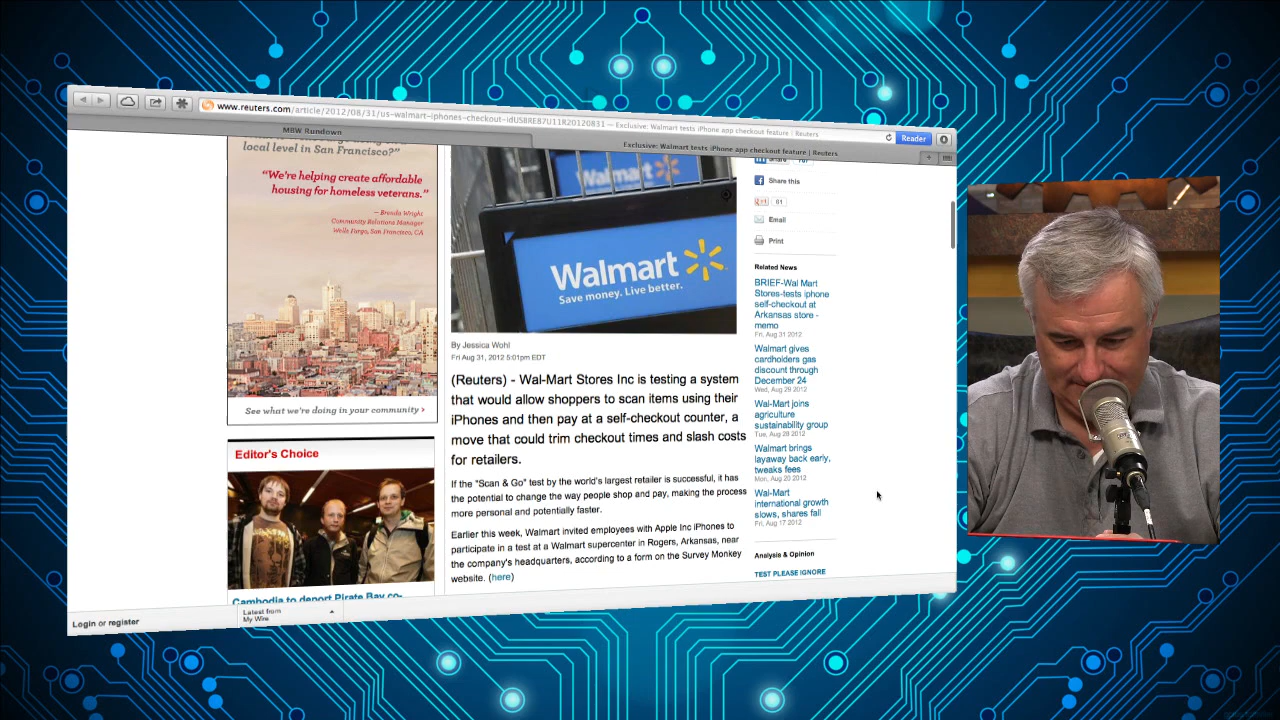 www.reuters.com/article/2012/08/31/us-walmart-iphones-checkout-idUSBRE87U11R20120831 — Exclusive: Walmart tests iPhone app checkout feature | Reuters
Reader
MBW Rundown
Exclusive: Walmart tests iPhone app checkout feature | Reuters
local level in San Francisco?"
"We're helping create affordable
housing for homeless veterans."
— Brenda Wright
Community Relations Manager
Wells Fargo, San Francisco, CA
See what we're doing in your community ›
Editor's Choice
Cambodia to deport Pirate Bay co-
Walmart
Walmart
Save money. Live better.
By Jessica Wohl
Fri Aug 31, 2012 5:01pm EDT
(Reuters) - Wal-Mart Stores Inc is testing a system
that would allow shoppers to scan items using their
iPhones and then pay at a self-checkout counter, a
move that could trim checkout times and slash costs
for retailers.
If the "Scan & Go" test by the world's largest retailer is successful, it has
the potential to change the way people shop and pay, making the process
more personal and potentially faster.
Earlier this week, Walmart invited employees with Apple Inc iPhones to
participate in a test at a Walmart supercenter in Rogers, Arkansas, near
the company's headquarters, according to a form on the Survey Monkey
website. (here)
Share
Share this
+1 61
Email
Print
Related News
BRIEF-Wal Mart
Stores-tests iphone
self-checkout at
Arkansas store -
memo
Fri, Aug 31 2012
Walmart gives
cardholders gas
discount through
December 24
Wed, Aug 29 2012
Wal-Mart joins
agriculture
sustainability group
Tue, Aug 28 2012
Walmart brings
layaway back early,
tweaks fees
Mon, Aug 20 2012
Wal-Mart
international growth
slows, shares fall
Fri, Aug 17 2012
Analysis & Opinion
TEST PLEASE IGNORE
Login or register
Latest from
My Wire